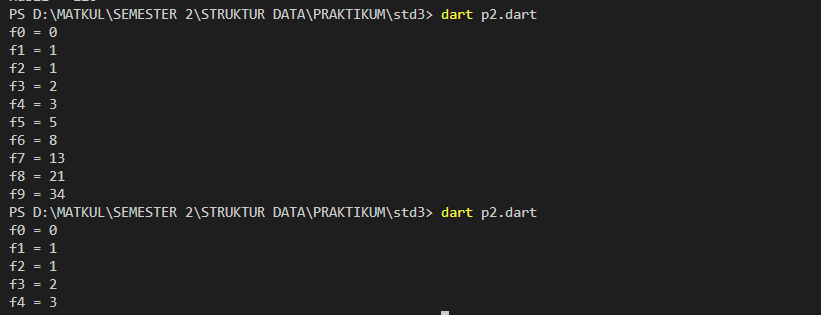 PS D:\MATKUL\SEMESTER 2\STRUKTUR DATA\PRAKTIKUM\std3> dart p2.dart
f0 = 0
f1 = 1
f2 = 1
f3 = 2
f4 = 3
f5 = 5
f6 = 8
f7 = 13
f8 = 21
f9 = 34
PS D:\MATKUL\SEMESTER 2\STRUKTUR DATA\PRAKTIKUM\std3> dart p2.dart
f0 = 0
f1 = 1
f2 = 1
f3 = 2
f4 = 3